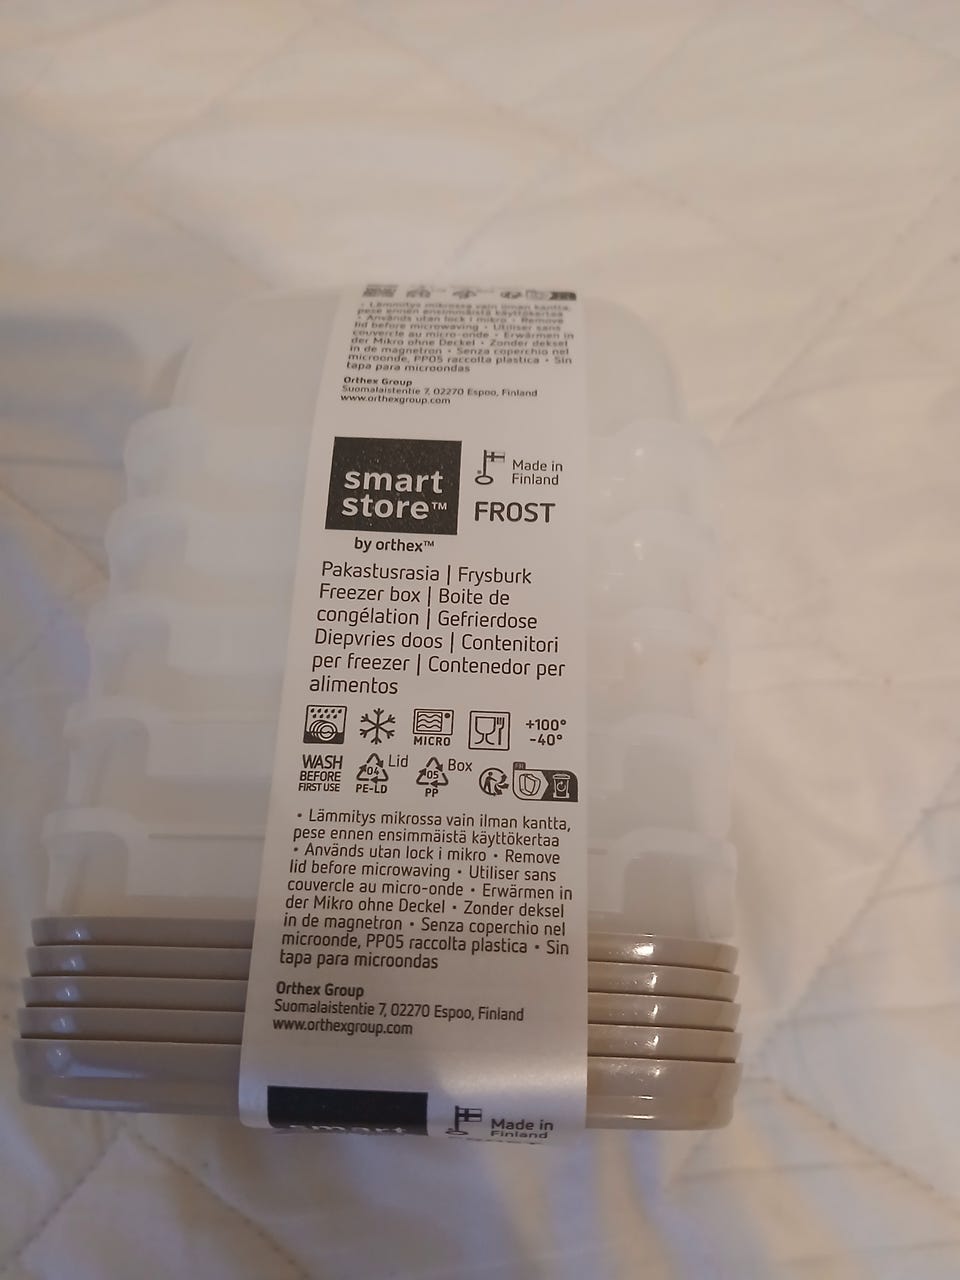 • Lämmitys mikrossa vain ilman kantta,
pese ennen ensimmäistä käyttökertaa
• Används utan lock i mikro • Remove
lid before microwaving • Utiliser sans
couvercle au micro-onde • Erwärmen in
der Mikro ohne Deckel • Zonder deksel
in de magnetron • Senza coperchio nel
microonde, PP05 raccolta plastica • Sin
tapa para microondas
Orthex Group
Suomalaistentie 7, 02270 Espoo, Finland
www.orthexgroup.com
smart
store™
by orthex™
Made in
Finland
FROST
Pakastusrasia | Frysburk
Freezer box | Boite de
congélation | Gefrierdose
Diepvries doos | Contenitori
per freezer | Contenedor per
alimentos
MICRO
+100°
-40°
WASH
BEFORE
FIRST USE
04
PE-LD
Lid
05
PP
Box
FR
• Lämmitys mikrossa vain ilman kantta,
pese ennen ensimmäistä käyttökertaa
• Används utan lock i mikro • Remove
lid before microwaving • Utiliser sans
couvercle au micro-onde • Erwärmen in
der Mikro ohne Deckel • Zonder deksel
in de magnetron • Senza coperchio nel
microonde, PP05 raccolta plastica • Sin
tapa para microondas
Orthex Group
Suomalaistentie 7, 02270 Espoo, Finland
www.orthexgroup.com
smart
Made in
Finland